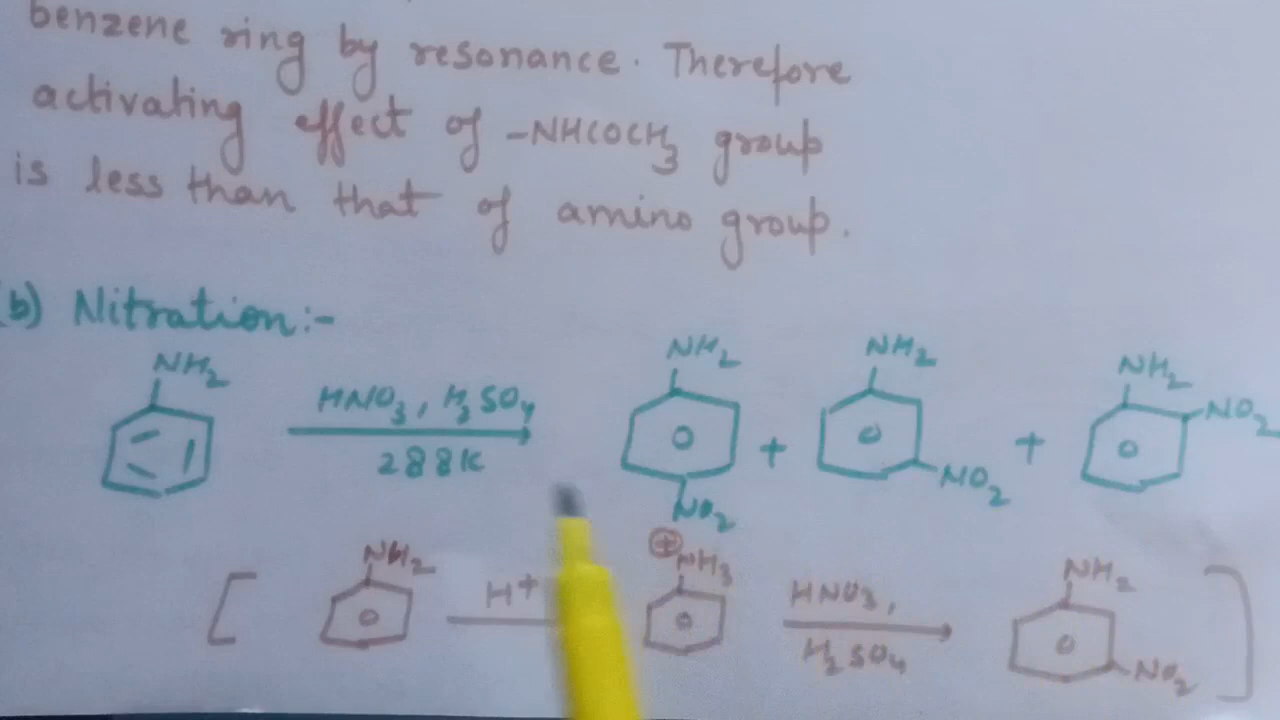 benzene ring by resonance. Therefore
activating effect of -NHCOCH3 group
is less than that of amino group.
(b) Nitration:-
NH2 HNO3, H2SO4 288K NH2 NO2 + NH2 NO2 + NH2 NO2
[ NH2 H+ ⊕NH3 HNO3, H2SO4 NH2 NO2 ]